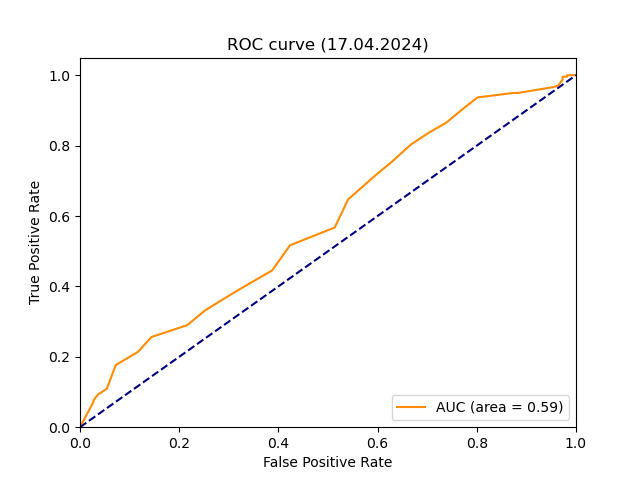 ROC curve (17.04.2024)
True Positive Rate
1.0
0.8
0.6
0.4
0.2
0.0
AUC (area = 0.59)
0.0 0.2 0.4 0.6 0.8 1.0
False Positive Rate